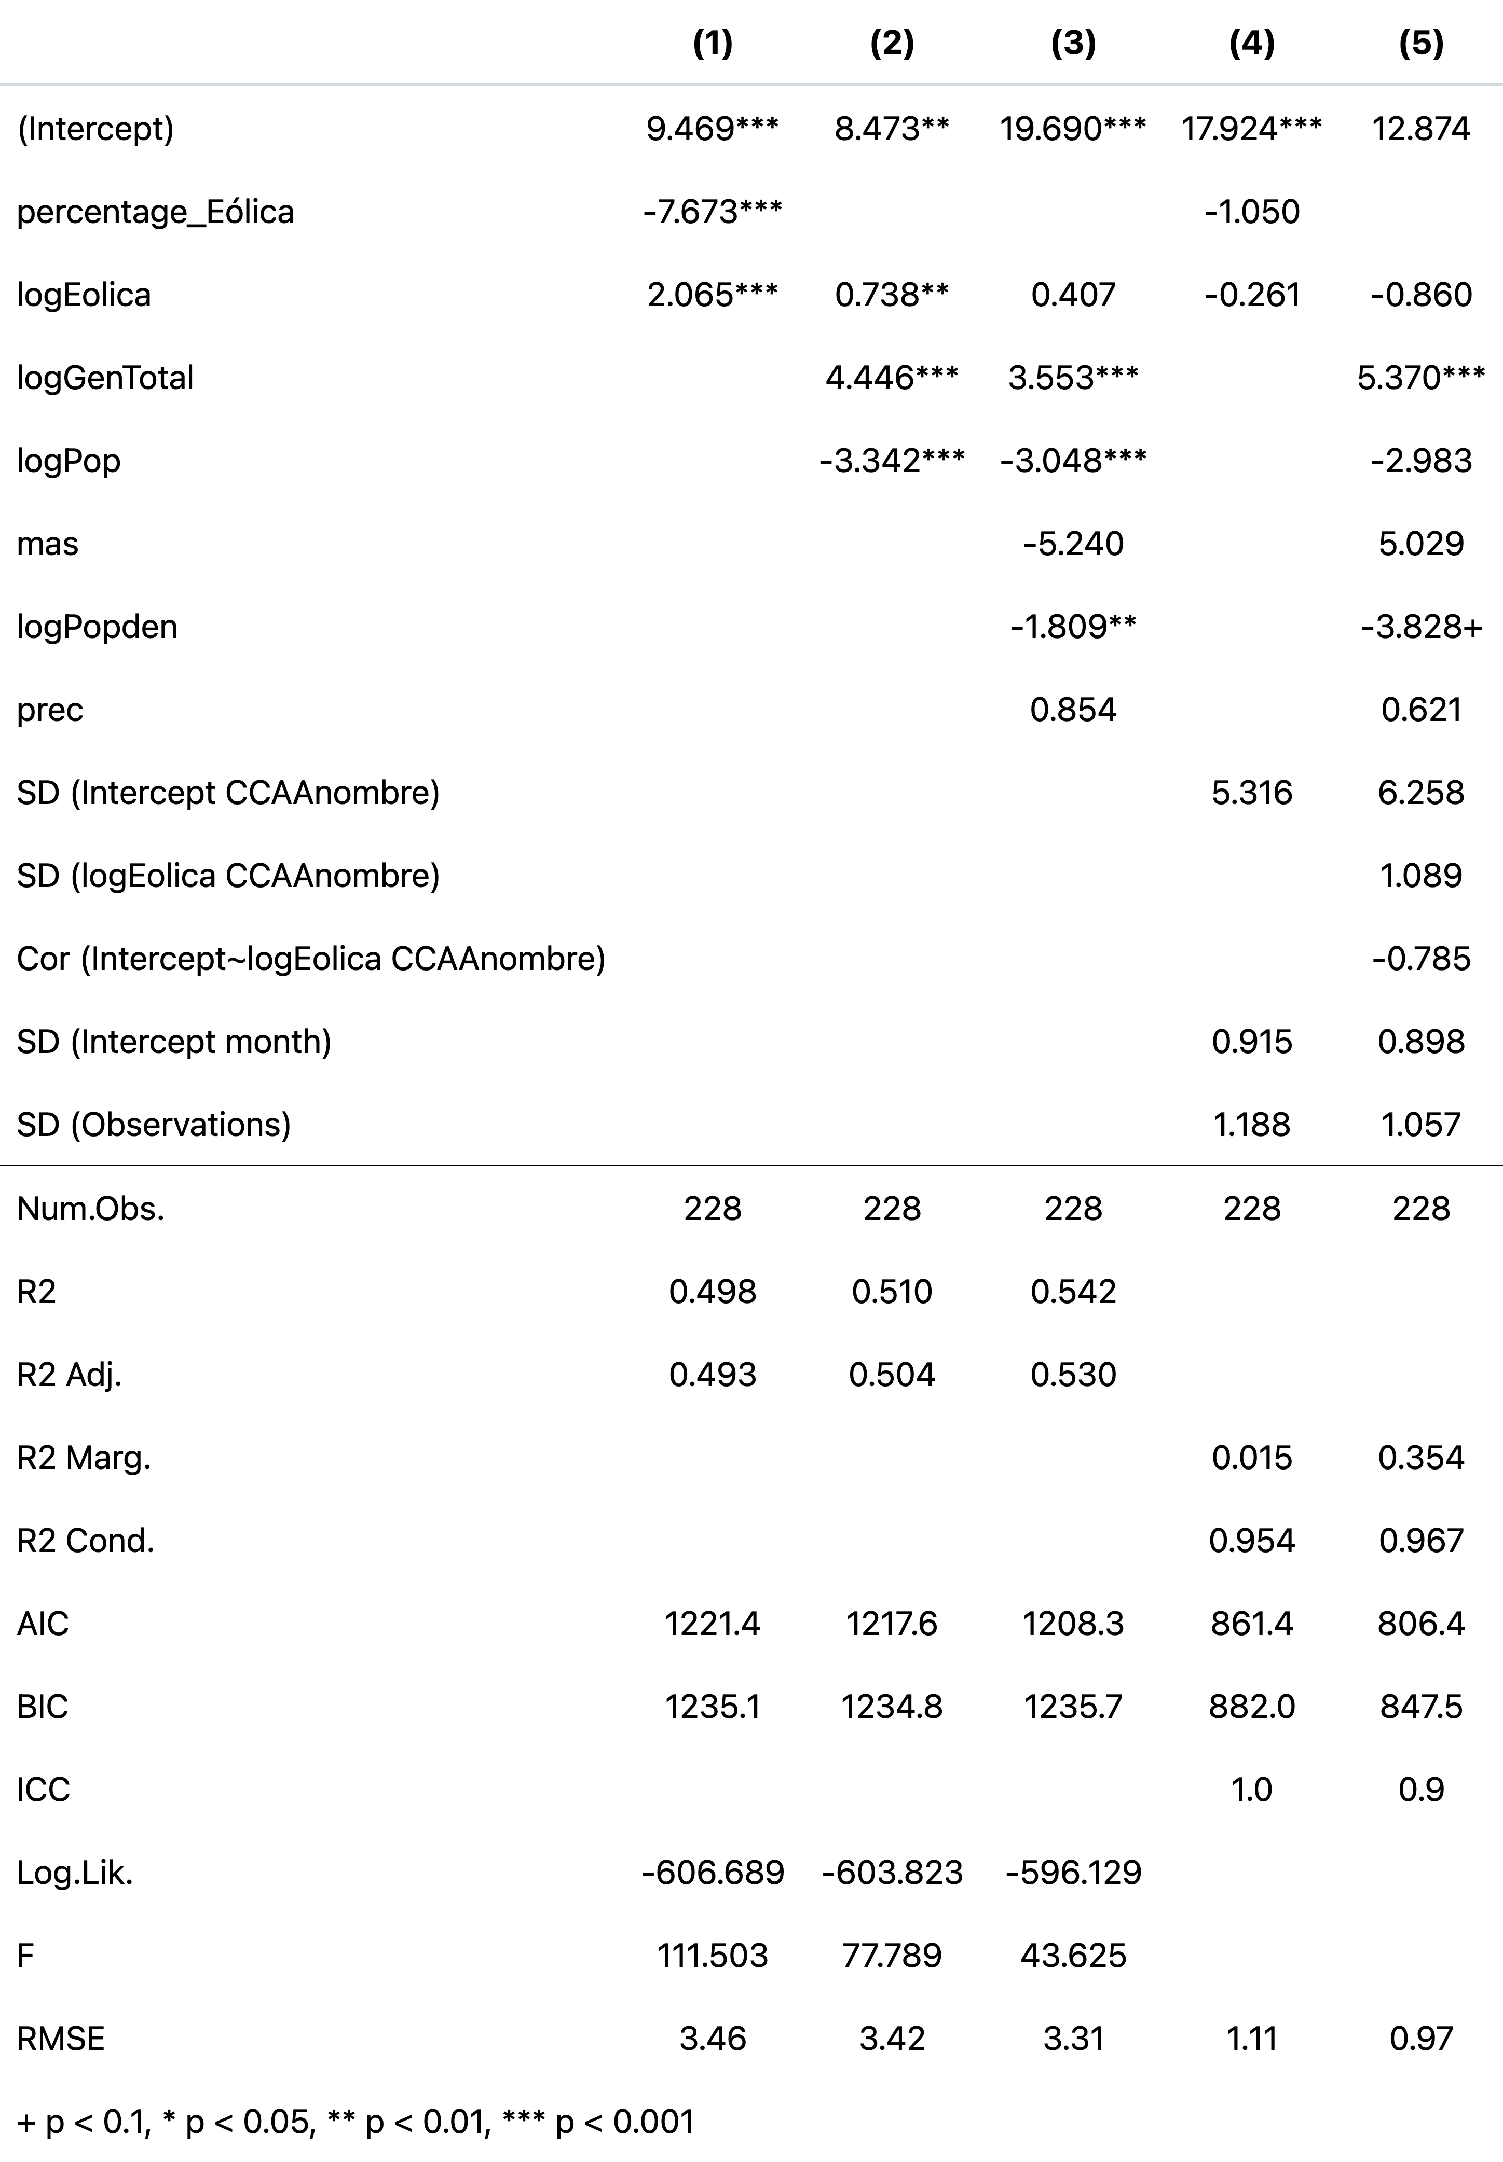 (1) (2) (3) (4) (5)
(Intercept) 9.469*** 8.473** 19.690*** 17.924*** 12.874
percentage_Eólica -7.673*** -1.050
logEolica 2.065*** 0.738** 0.407 -0.261 -0.860
logGenTotal 4.446*** 3.553*** 5.370***
logPop -3.342*** -3.048*** -2.983
mas -5.240 5.029
logPopden -1.809** -3.828+
prec 0.854 0.621
SD (Intercept CCAAnombre) 5.316 6.258
SD (logEolica CCAAnombre) 1.089
Cor (Intercept~logEolica CCAAnombre) -0.785
SD (Intercept month) 0.915 0.898
SD (Observations) 1.188 1.057
Num.Obs. 228 228 228 228 228
R2 0.498 0.510 0.542
R2 Adj. 0.493 0.504 0.530
R2 Marg. 0.015 0.354
R2 Cond. 0.954 0.967
AIC 1221.4 1217.6 1208.3 861.4 806.4
BIC 1235.1 1234.8 1235.7 882.0 847.5
ICC 1.0 0.9
Log.Lik. -606.689 -603.823 -596.129
F 111.503 77.789 43.625
RMSE 3.46 3.42 3.31 1.11 0.97
+ p < 0.1, * p < 0.05, ** p < 0.01, *** p < 0.001